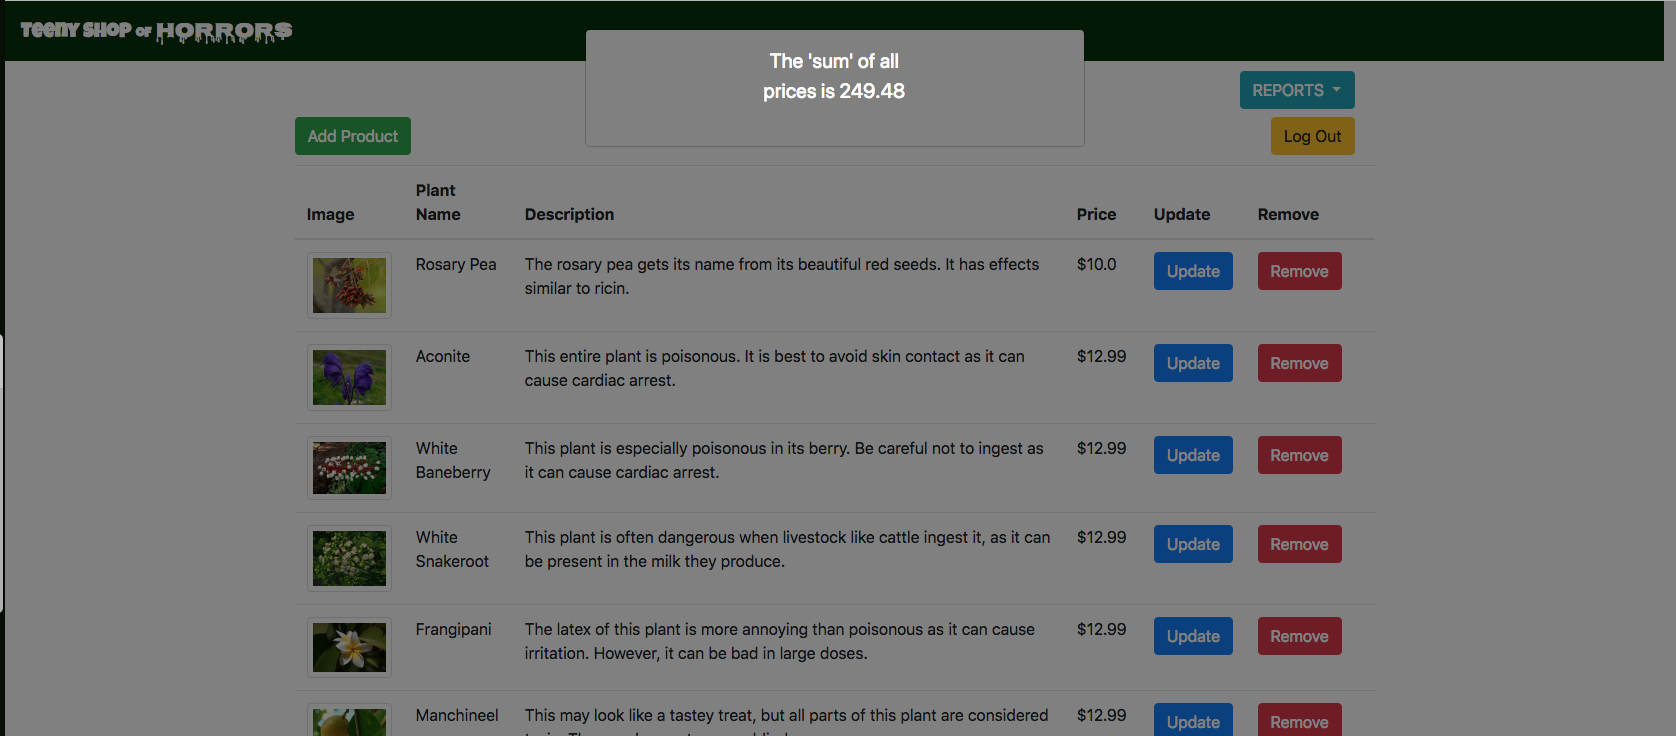 Teeny Shop of Horrors
The 'sum' of all
prices is 249.48
REPORTS
Add Product
Log Out
Image
Plant
Name
Description
Price
Update
Remove
Rosary Pea
The rosary pea gets its name from its beautiful red seeds. It has effects
similar to ricin.
$10.0
Update
Remove
Aconite
This entire plant is poisonous. It is best to avoid skin contact as it can
cause cardiac arrest.
$12.99
Update
Remove
White
Baneberry
This plant is especially poisonous in its berry. Be careful not to ingest as
it can cause cardiac arrest.
$12.99
Update
Remove
White
Snakeroot
This plant is often dangerous when livestock like cattle ingest it, as it can
be present in the milk they produce.
$12.99
Update
Remove
Frangipani
The latex of this plant is more annoying than poisonous as it can cause
irritation. However, it can be bad in large doses.
$12.99
Update
Remove
Manchineel
This may look like a tastey treat, but all parts of this plant are considered
$12.99
Update
Remove